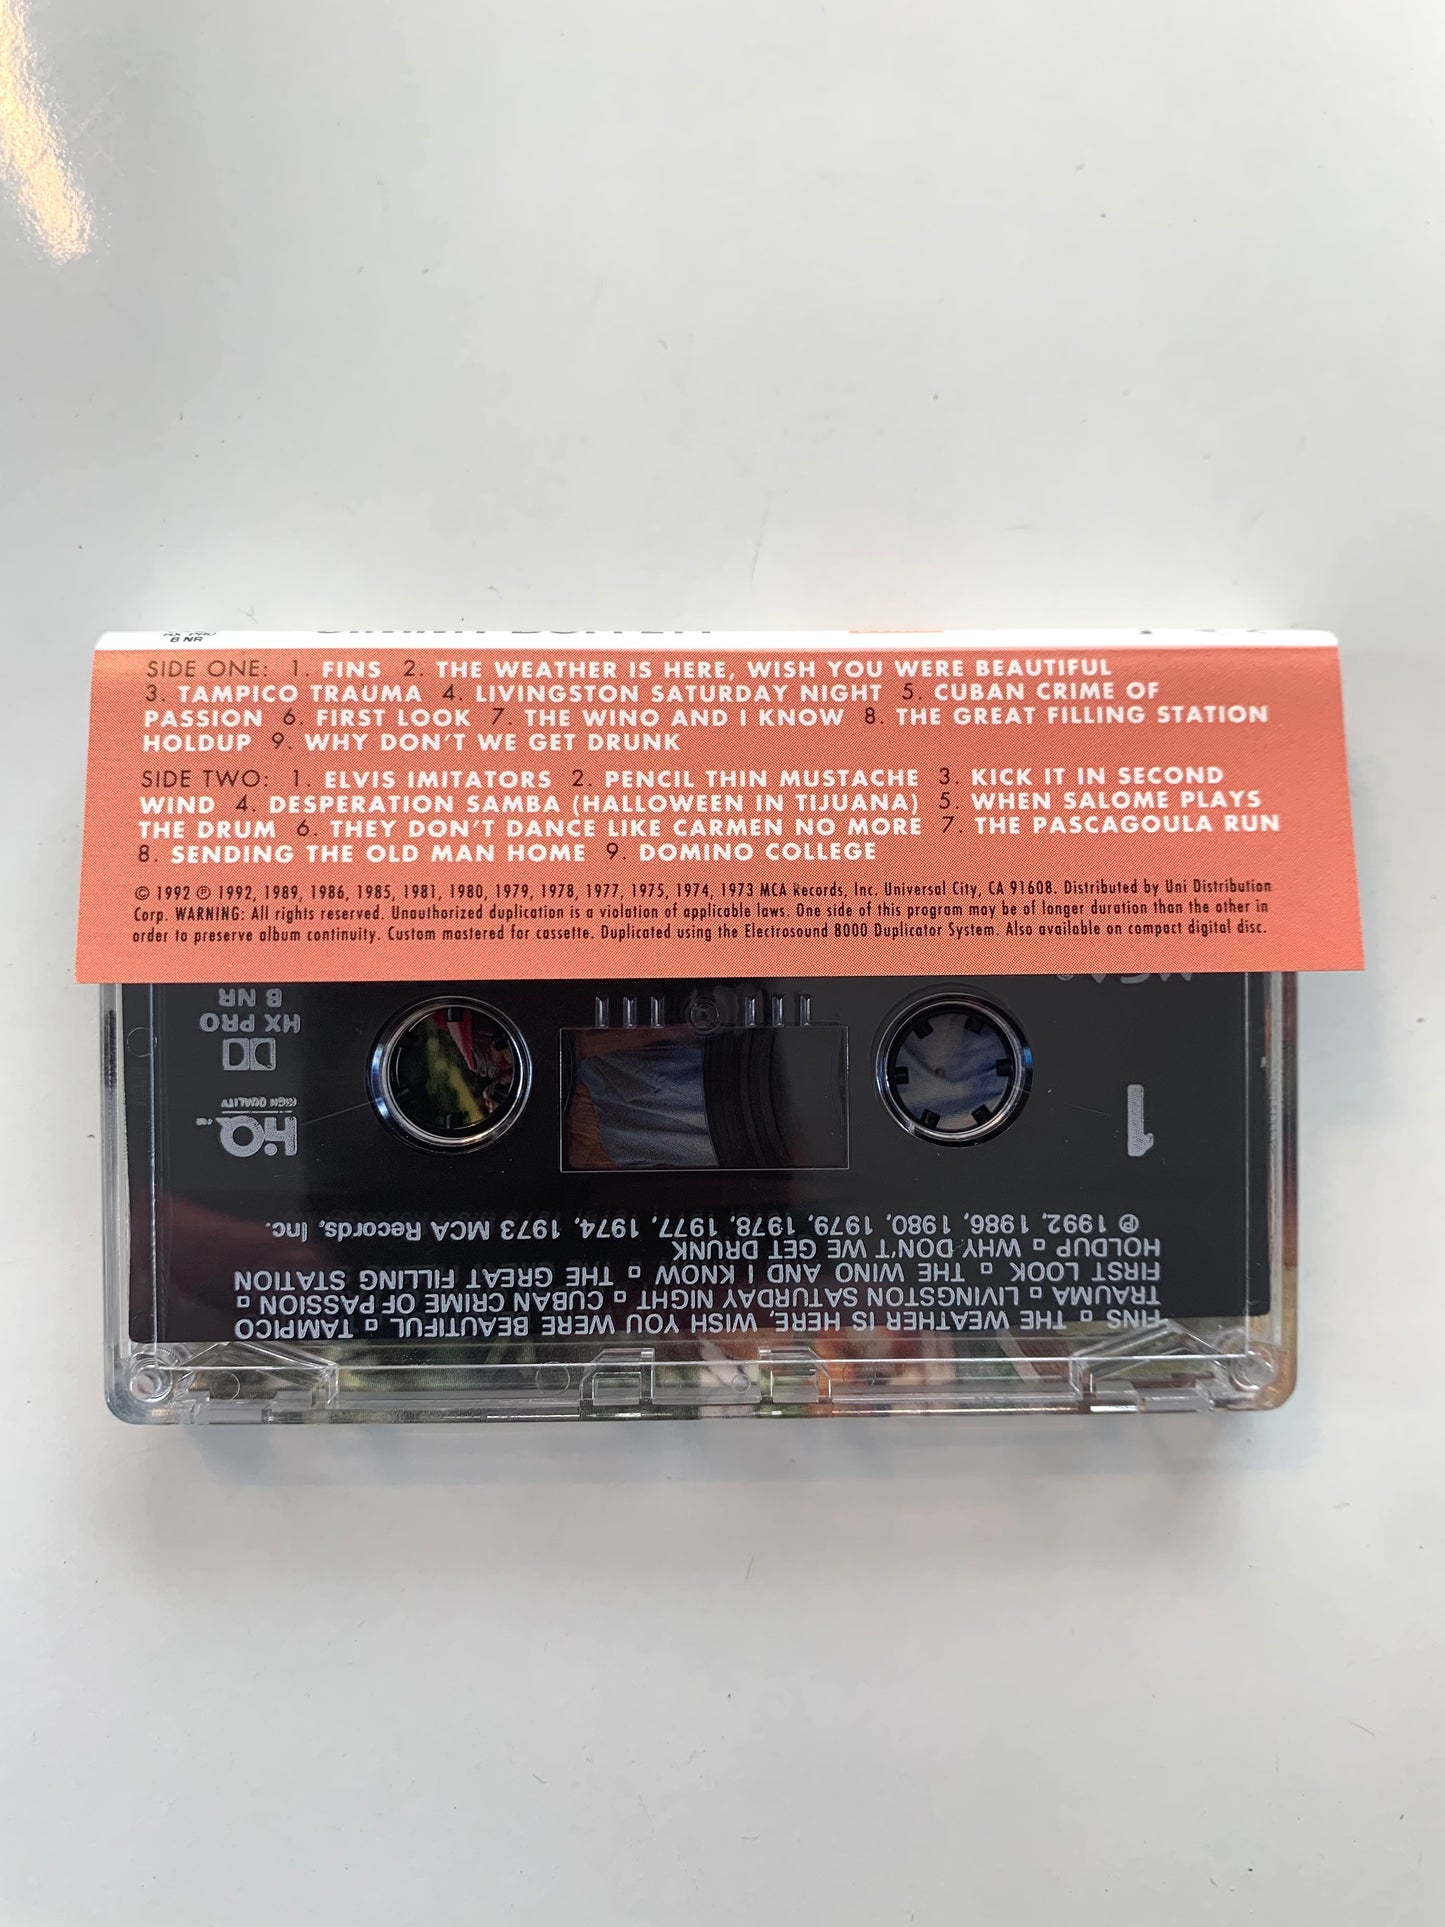 HX PRO
B NR
SIDE ONE: 1. FINS 2. THE WEATHER IS HERE, WISH YOU WERE BEAUTIFUL
3. TAMPICO TRAUMA 4. LIVINGSTON SATURDAY NIGHT 5. CUBAN CRIME OF
PASSION 6. FIRST LOOK 7. THE WINO AND I KNOW 8. THE GREAT FILLING STATION
HOLDUP 9. WHY DON'T WE GET DRUNK
SIDE TWO: 1. ELVIS IMITATORS 2. PENCIL THIN MUSTACHE 3. KICK IT IN SECOND
WIND 4. DESPERATION SAMBA (HALLOWEEN IN TIJUANA) 5. WHEN SALOME PLAYS
THE DRUM 6. THEY DON'T DANCE LIKE CARMEN NO MORE 7. THE PASCAGOULA RUN
8. SENDING THE OLD MAN HOME 9. DOMINO COLLEGE
© 1992 ℗ 1992, 1989, 1986, 1985, 1981, 1980, 1979, 1978, 1977, 1975, 1974, 1973 MCA Records, Inc. Universal City, CA 91608. Distributed by Uni Distribution
Corp. WARNING: All rights reserved. Unauthorized duplication is a violation of applicable laws. One side of this program may be of longer duration than the other in
order to preserve album continuity. Custom mastered for cassette. Duplicated using the Electrosound 8000 Duplicator System. Also available on compact digital disc.
FINS ▫ THE WEATHER IS HERE, WISH YOU WERE BEAUTIFUL ▫ TAMPICO
TRAUMA ▫ LIVINGSTON SATURDAY NIGHT ▫ CUBAN CRIME OF PASSION ▫
FIRST LOOK ▫ THE WINO AND I KNOW ▫ THE GREAT FILLING STATION
HOLDUP ▫ WHY DON'T WE GET DRUNK
℗ 1992, 1986, 1980, 1979, 1978, 1977, 1974, 1973 MCA Records, Inc.
1
HQ
HIGH QUALITY
HX PRO
B NR